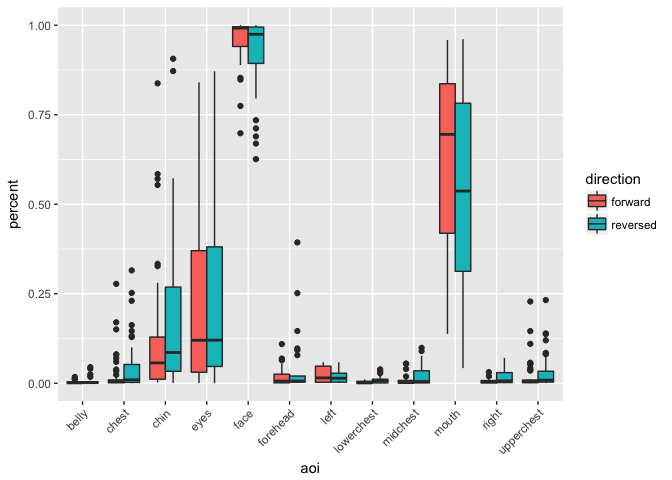 1.00
0.75
0.50
0.25
0.00
percent
belly
chest
chin
eyes
face
forehead
left
lowerchest
midchest
mouth
right
upperchest
aoi
direction
forward
reversed